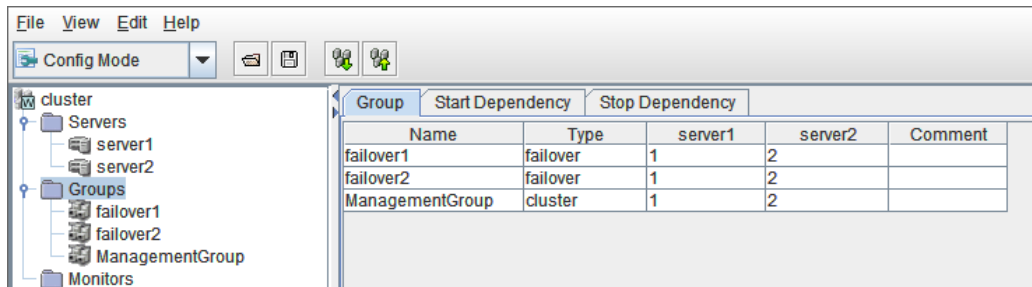 File View Edit Help
Config Mode
cluster
Servers
server1
server2
Groups
failover1
failover2
ManagementGroup
Monitors
Group Start Dependency Stop Dependency
Name Type server1 server2 Comment
failover1 failover 1 2
failover2 failover 1 2
ManagementGroup cluster 1 2